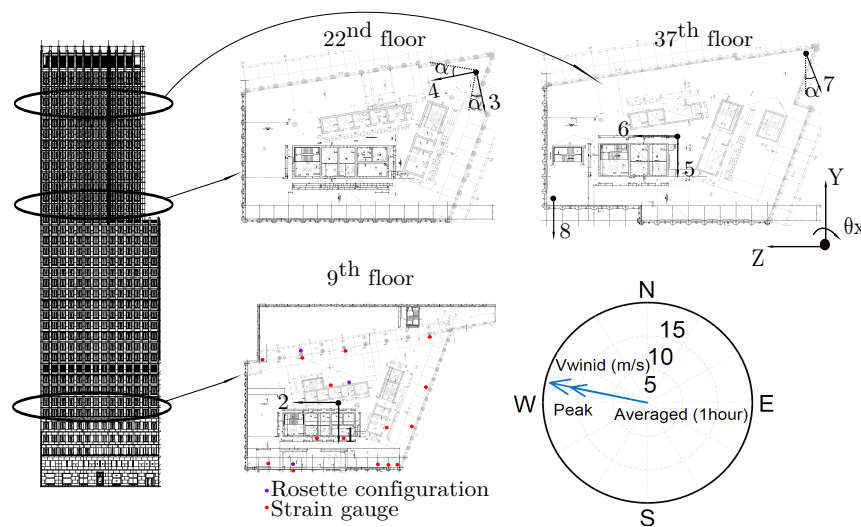 22nd floor
37th floor
α
4
α
3
α
7
6
5
8
Y
θx
Z
9th floor
2
1
Rosette configuration
Strain gauge
N
15
10
Vwinid (m/s)
5
W
E
Peak
Averaged (1hour)
S